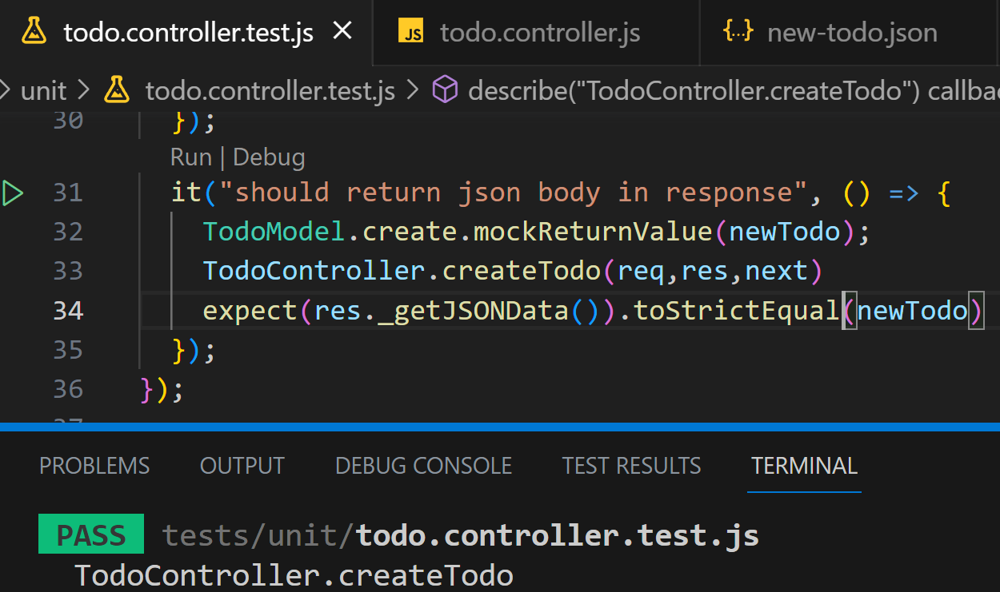 todo.controller.test.js JS todo.controller.js {..} new-todo.json
unit > todo.controller.test.js > describe("TodoController.createTodo") callba
30 });
Run | Debug
31 it("should return json body in response", () => {
32 TodoModel.create.mockReturnValue(newTodo);
33 TodoController.createTodo(req,res,next)
34 expect(res._getJSONData()).toStrictEqual(newTodo)
35 });
36 });
PROBLEMS OUTPUT DEBUG CONSOLE TEST RESULTS TERMINAL
PASS tests/unit/todo.controller.test.js
TodoController.createTodo